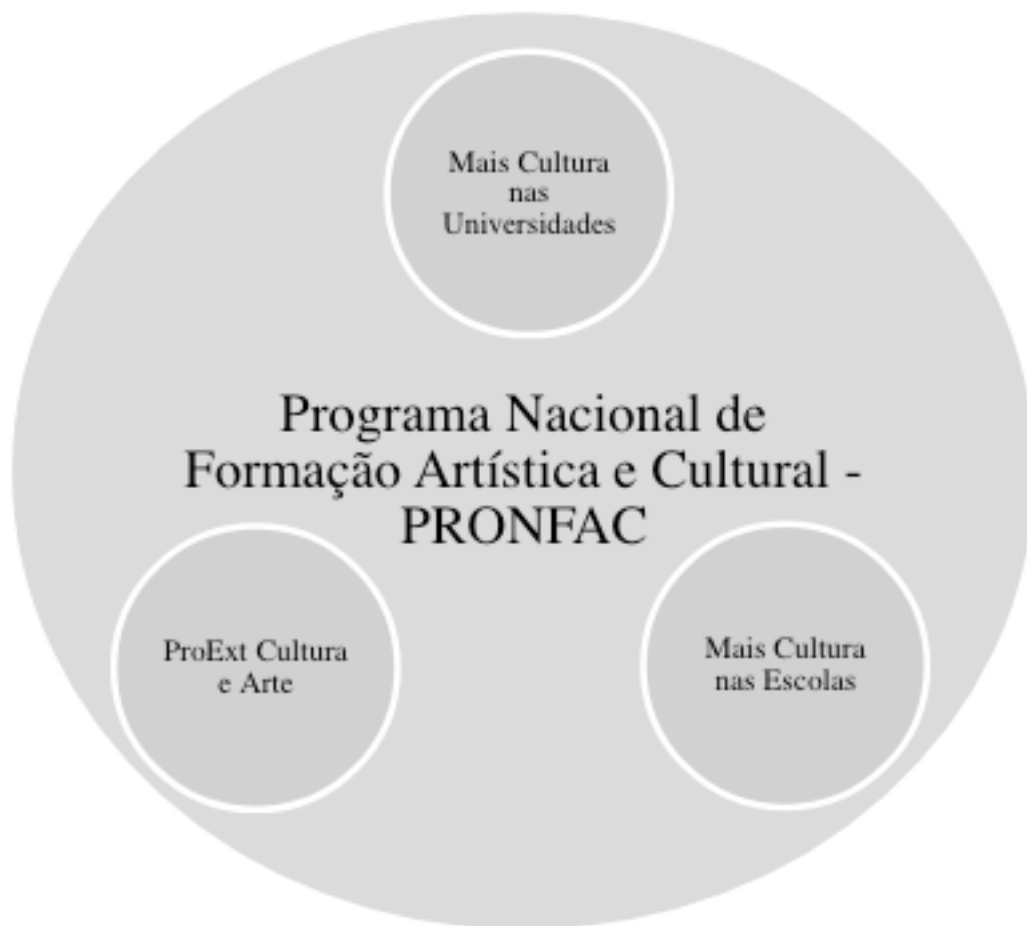 Mais Cultura
nas
Universidades
Programa Nacional de
Formação Artística e Cultural -
PRONFAC
ProExt Cultura
e Arte
Mais Cultura
nas Escolas